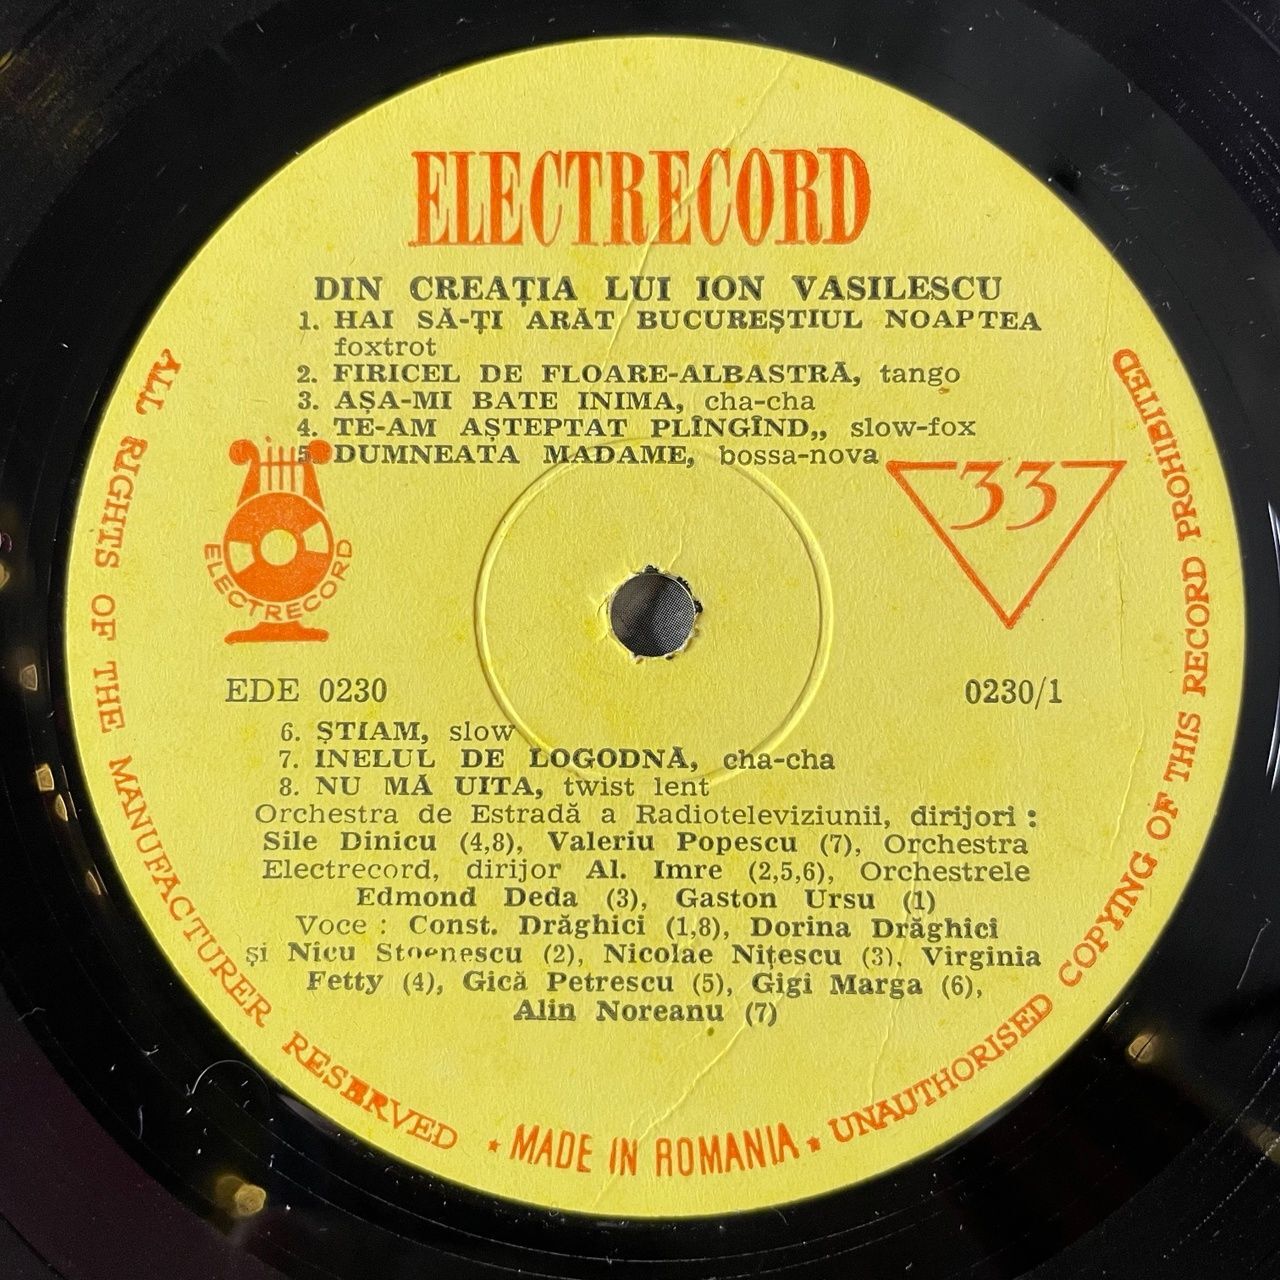 ELECTRECORD
DIN CREAȚIA LUI ION VASILESCU
1. HAI SĂ-ȚI ARĂT BUCUREȘTIUL NOAPTEA
foxtrot
2. FIRICEL DE FLOARE-ALBASTRĂ, tango
3. AȘA-MI BATE INIMA, cha-cha
4. TE-AM AȘTEPTAT PLÎNGÎND,, slow-fox
5. DUMNEATA MADAME, bossa-nova
33
ELECTRECORD
EDE 0230
0230/1
6. ȘTIAM, slow
7. INELUL DE LOGODNĂ, cha-cha
8. NU MĂ UITA, twist lent
Orchestra de Estradă a Radioteleviziunii, dirijori :
Sile Dinicu (4,8), Valeriu Popescu (7), Orchestra
Electrecord, dirijor Al. Imre (2,5,6), Orchestrele
Edmond Deda (3), Gaston Ursu (1)
Voce : Const. Drăghici (1,8), Dorina Drăghici
și Nicu Stoenescu (2), Nicolae Nițescu (3), Virginia
Fetty (4), Gică Petrescu (5), Gigi Marga (6),
Alin Noreanu (7)
ALL RIGHTS OF THE MANUFACTURER RESERVED ★ MADE IN ROMANIA ★ UNAUTHORISED COPYING OF THIS RECORD PROHIBITED